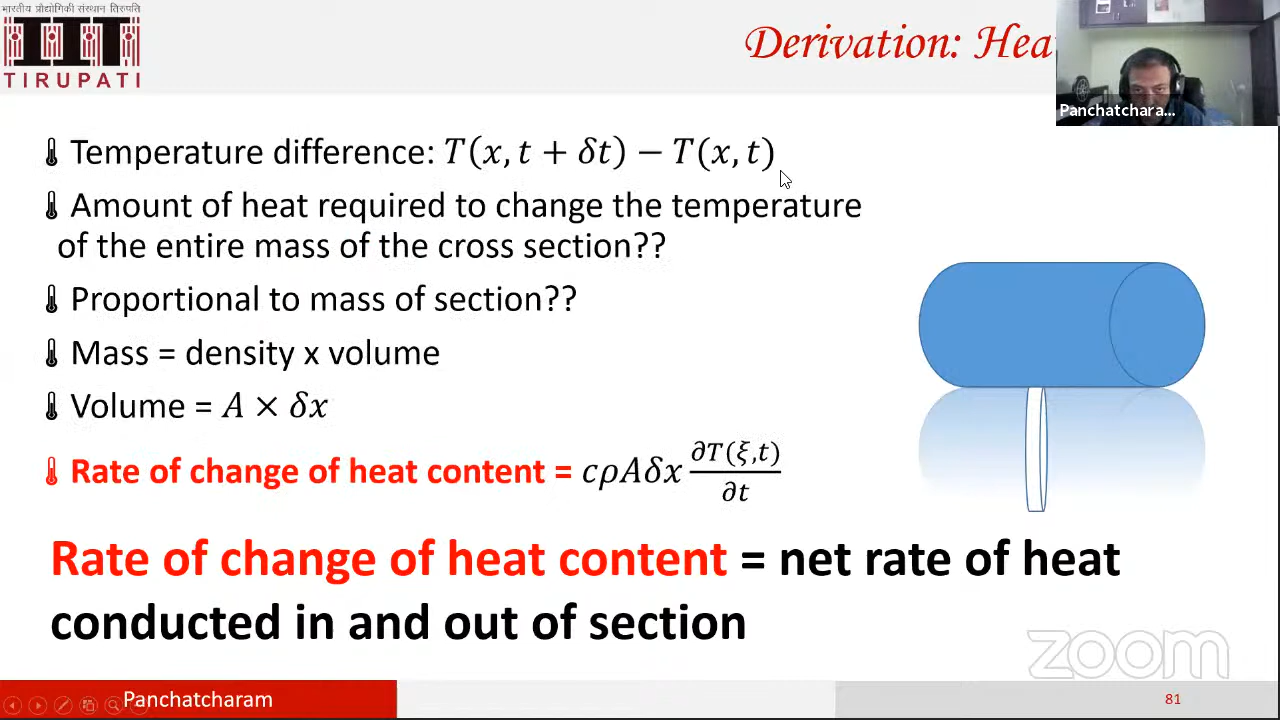 भारतीय प्रौद्योगिकी संस्थान तिरुपति
TIRUPATI
Derivation: Hea
Panchatchara...
Temperature difference: T(x, t + δt) − T(x, t)
Amount of heat required to change the temperature
of the entire mass of the cross section??
Proportional to mass of section??
Mass = density x volume
Volume = A × δx
Rate of change of heat content = cρAδx ∂T(ξ,t)/∂t
Rate of change of heat content = net rate of heat
conducted in and out of section
zoom
Panchatcharam
81